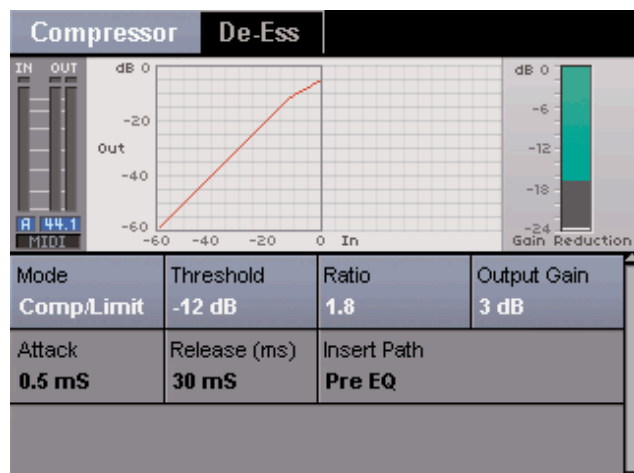 Compressor De-Ess
IN OUT dB 0 dB 0
-6
-20
Out -12
-40
-18
A 44.1 -60 -24
MIDI -60 -40 -20 0 In Gain Reduction
Mode Threshold Ratio Output Gain
Comp/Limit -12 dB 1.8 3 dB
Attack Release (ms) Insert Path
0.5 mS 30 mS Pre EQ